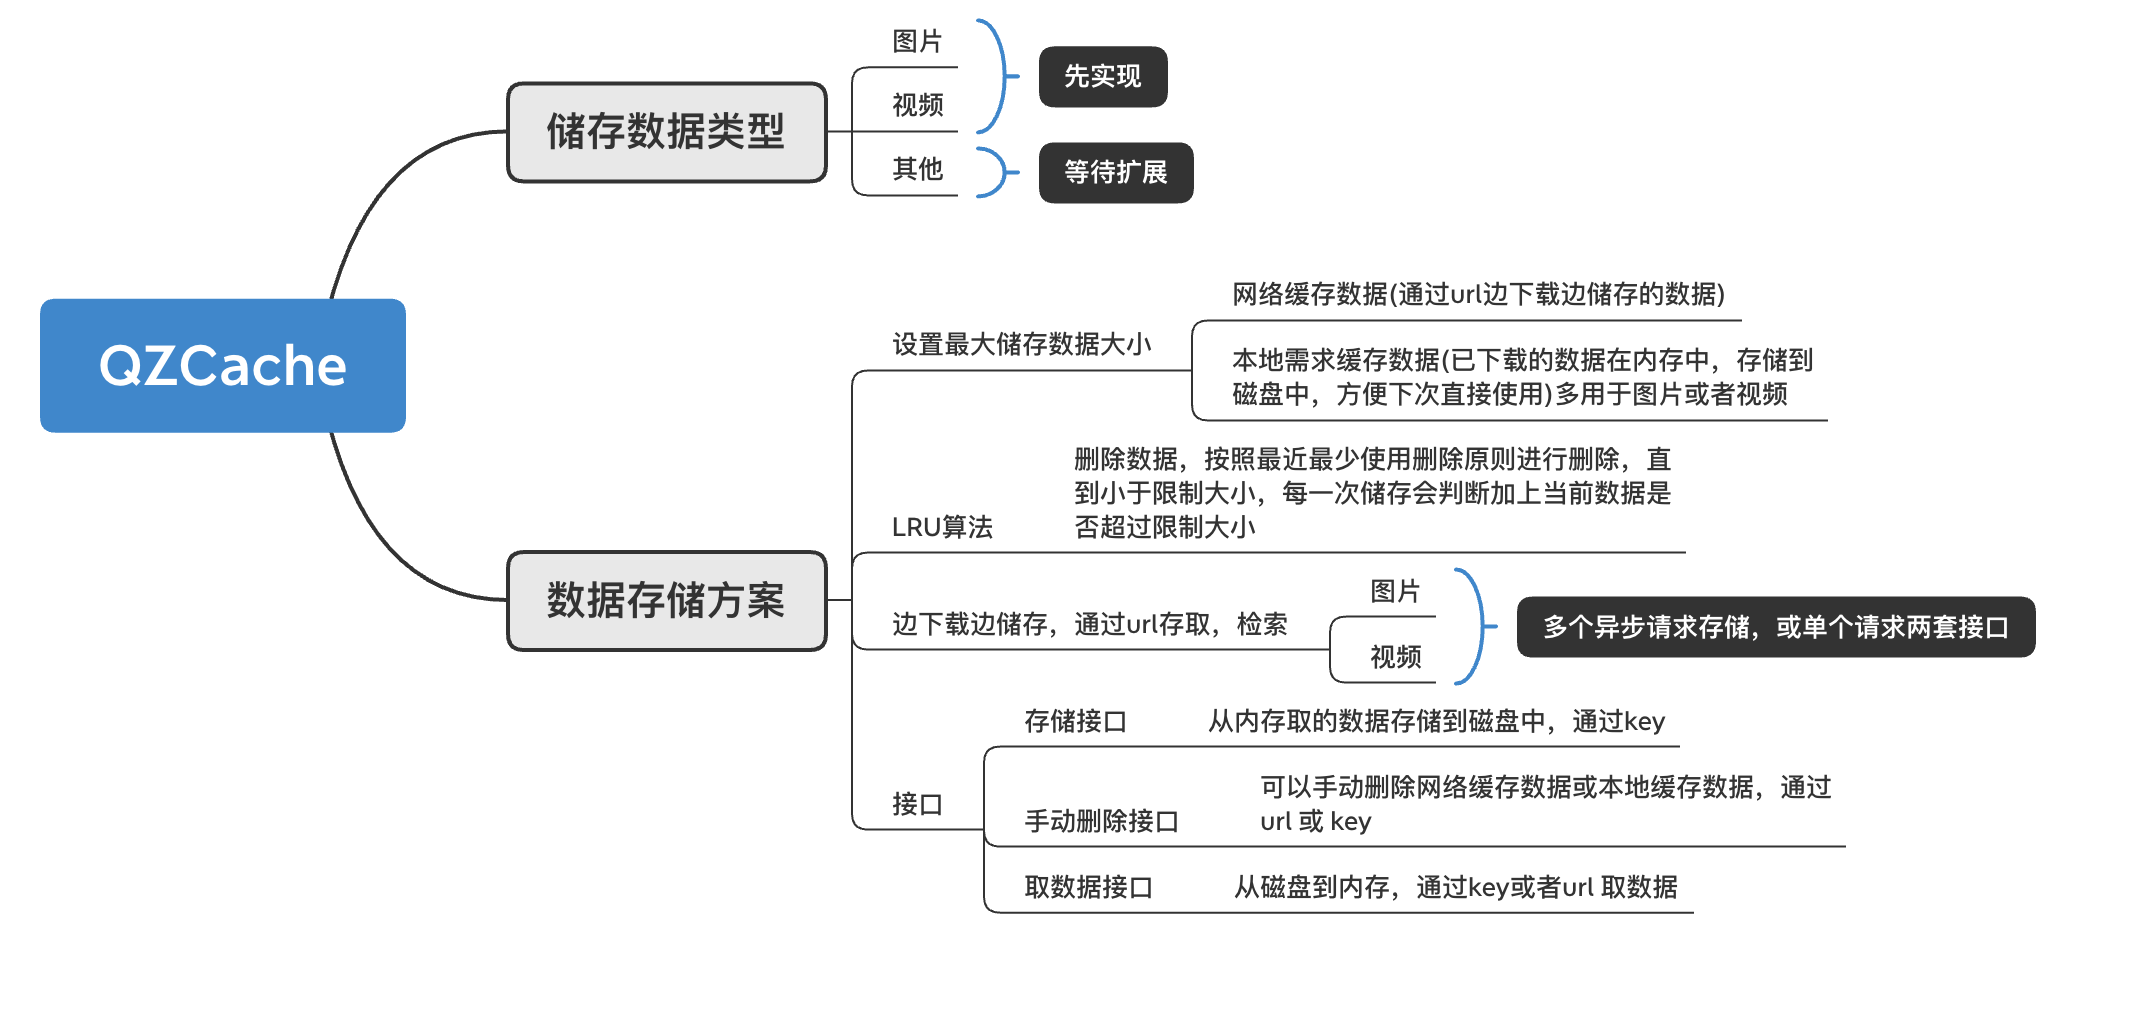 QZCache
储存数据类型
图片
视频
先实现
其他
等待扩展
数据存储方案
设置最大储存数据大小
网络缓存数据(通过url边下载边储存的数据)
本地需求缓存数据(已下载的数据在内存中，存储到
磁盘中，方便下次直接使用)多用于图片或者视频
LRU算法
删除数据，按照最近最少使用删除原则进行删除，直
到小于限制大小，每一次储存会判断加上当前数据是
否超过限制大小
边下载边储存，通过url存取，检索
图片
视频
多个异步请求存储，或单个请求两套接口
接口
存储接口
从内存取的数据存储到磁盘中，通过key
手动删除接口
可以手动删除网络缓存数据或本地缓存数据，通过
url 或 key
取数据接口
从磁盘到内存，通过key或者url 取数据